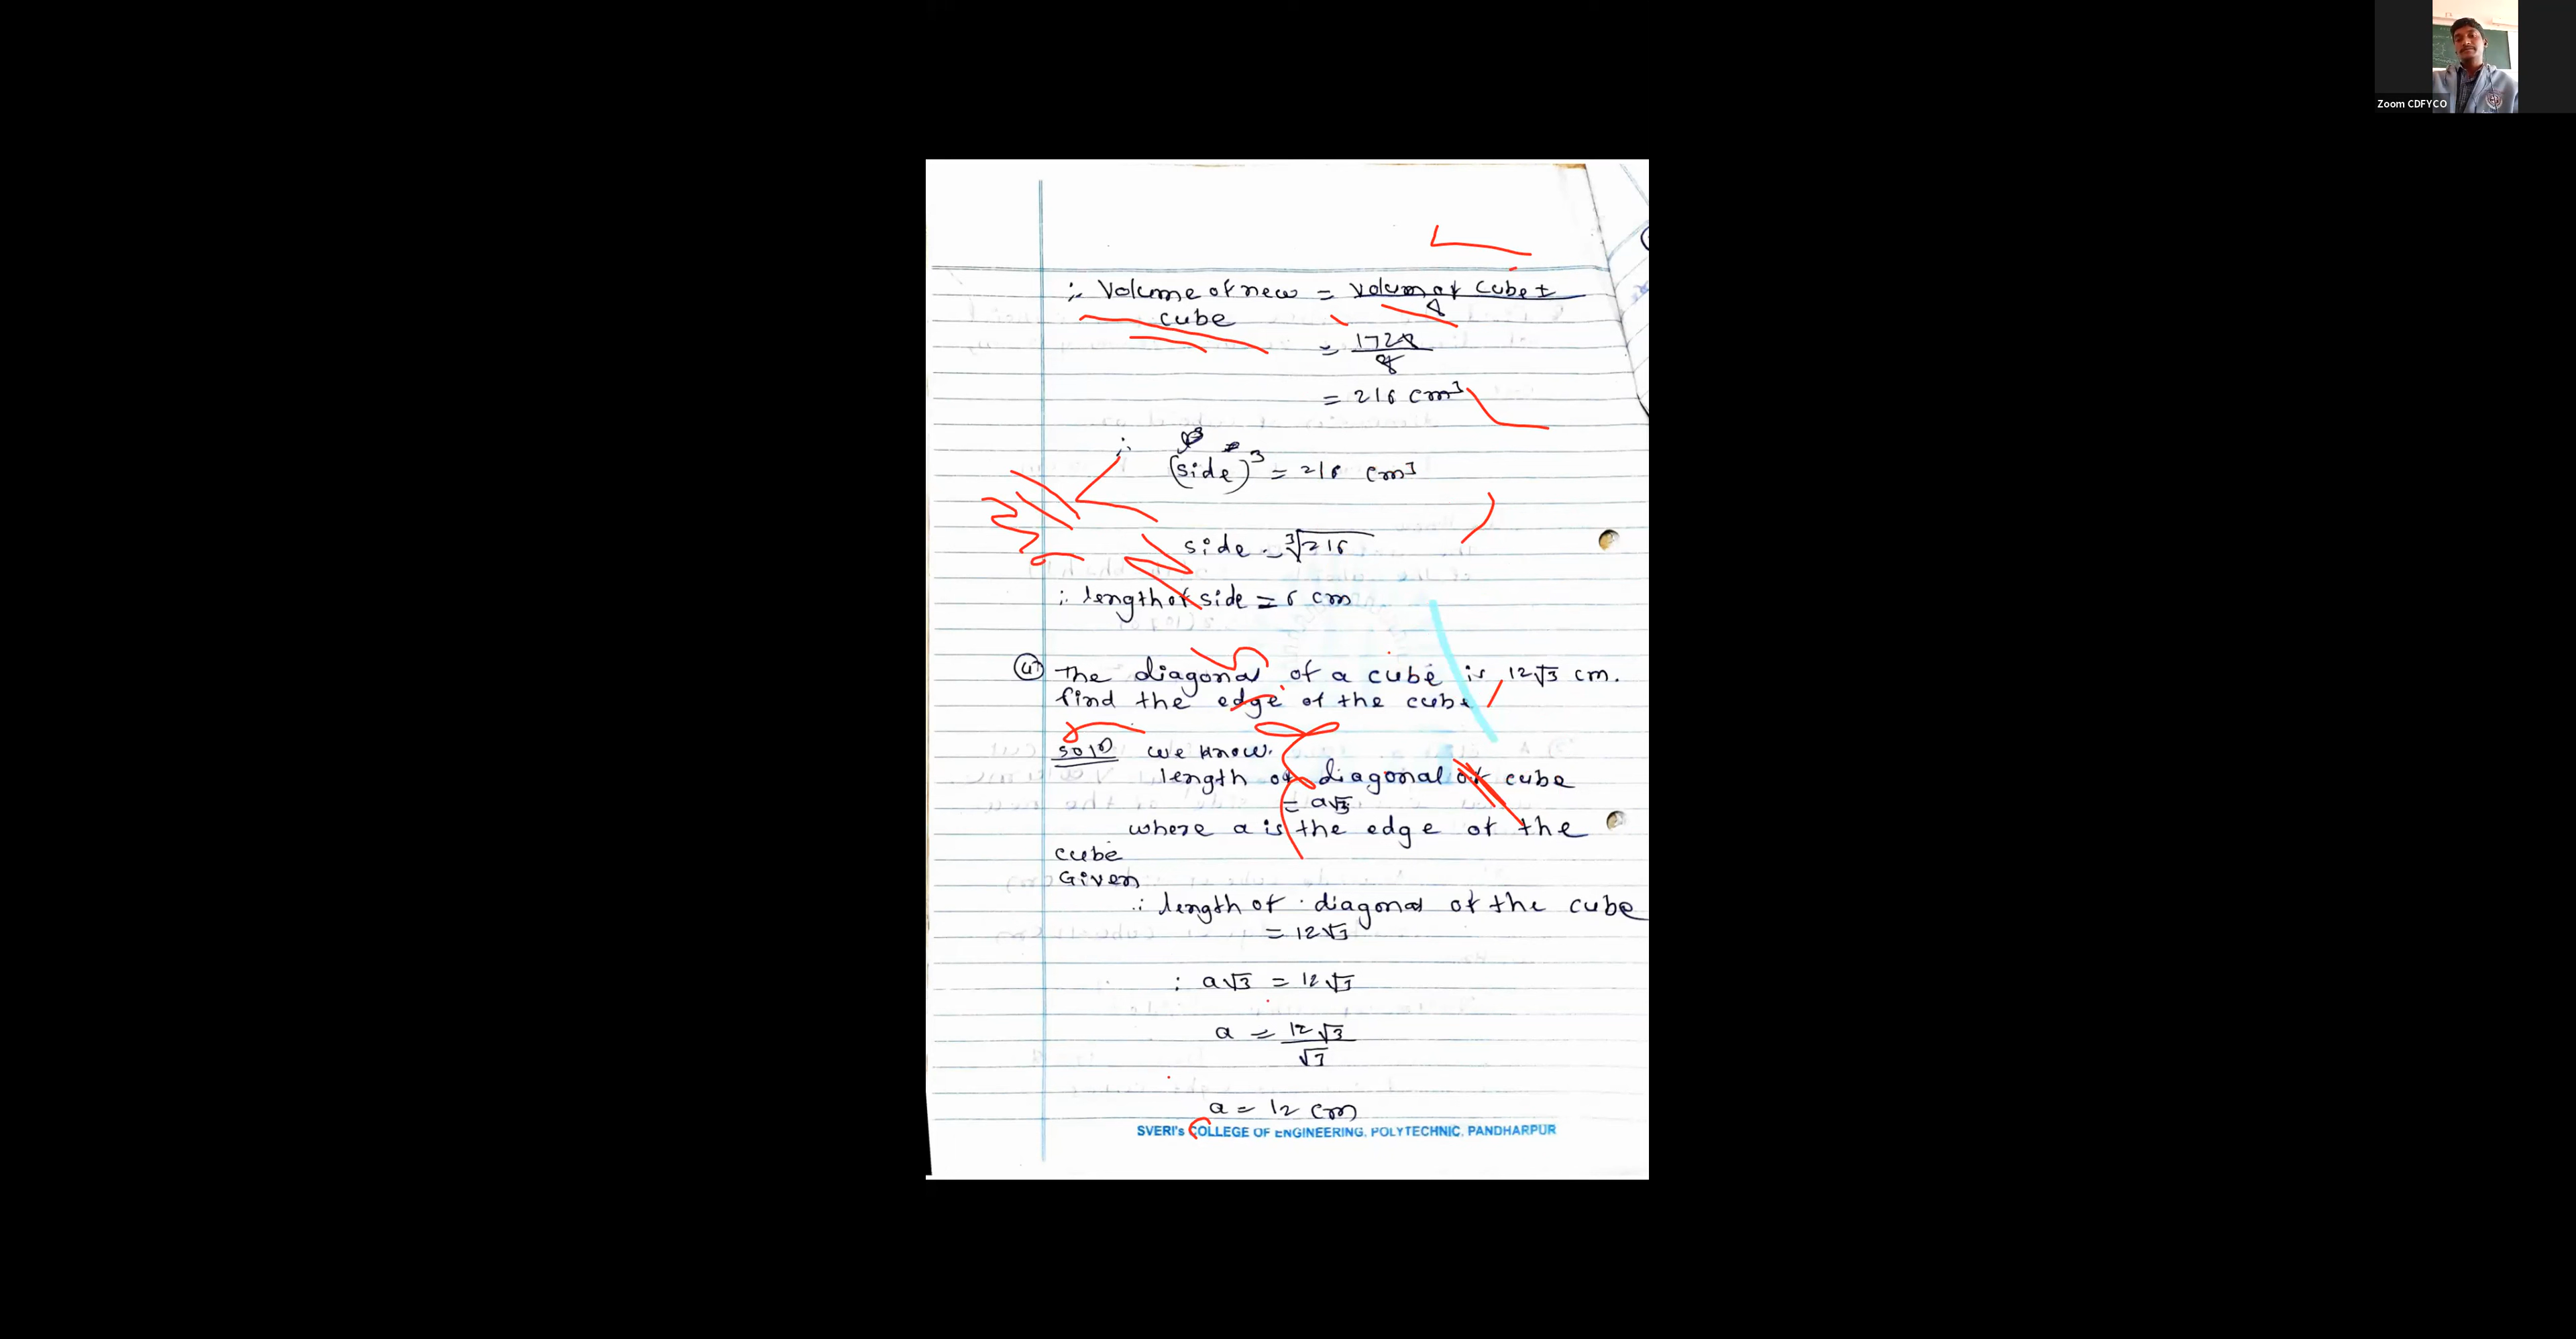 Zoom CDFYCO
∴ Volume of new = volum of cube I
cube 8
= 1728
8
= 216 cm³
∴ (side)³ = 216 cm³
side = ³√216
∴ length of side = 6 cm
④ The diagonal of a cube is 12√3 cm.
find the edge of the cube
Solⁿ we know.
length of diagonal of cube
= a√3
where a is the edge of the
cube
Given
∴ length of diagonal of the cube
= 12√3
: a√3 = 12√3
a = 12√3
√3
a = 12 cm
SVERI's COLLEGE OF ENGINEERING, POLYTECHNIC, PANDHARPUR